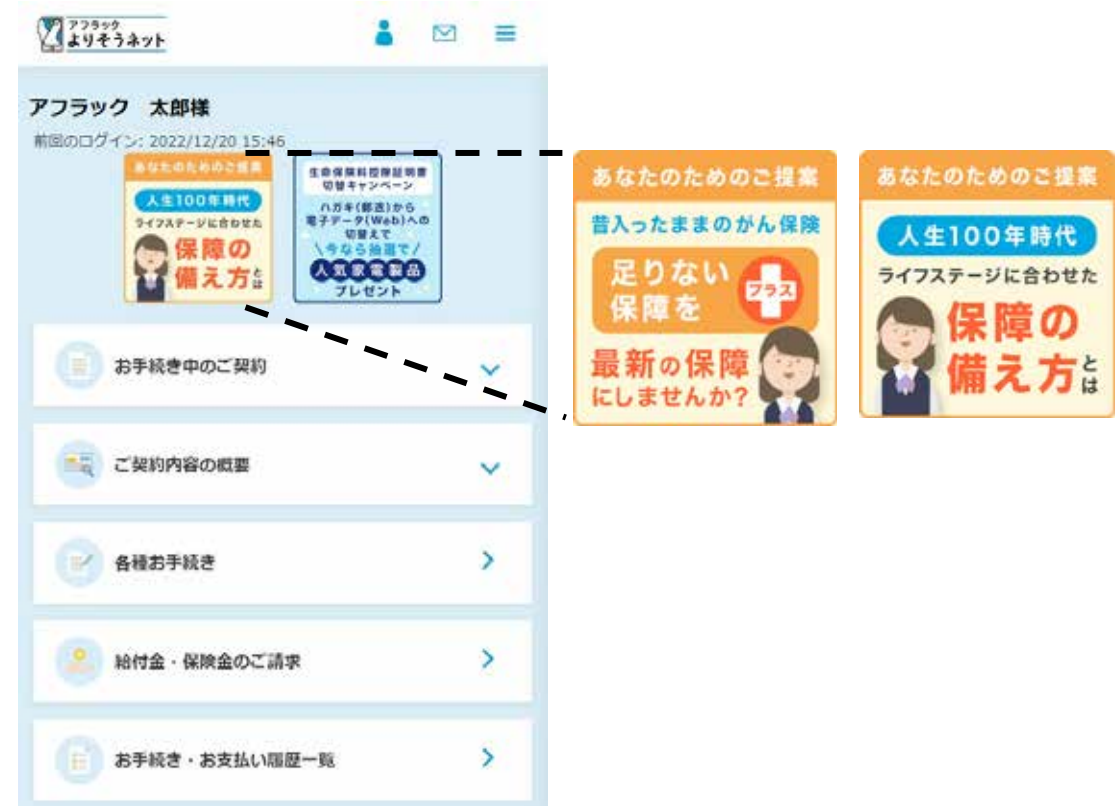 アフラック
よりそうネット
アフラック　太郎様
前回のログイン: 2022/12/20 15:46
あなたのためのご提案
人生100年時代
ライフステージに合わせた
保障の
備え方とは
生命保険料控除証明書
切替キャンペーン
ハガキ(郵送)から
電子データ(Web)への
切替えで
\今なら抽選で/
人気家電製品
プレゼント
お手続き中のご契約
ご契約内容の概要
各種お手続き
給付金・保険金のご請求
お手続き・お支払い履歴一覧
あなたのためのご提案
昔入ったままのがん保険
足りない
保障を
プラス
最新の保障
にしませんか?
あなたのためのご提案
人生100年時代
ライフステージに合わせた
保障の
備え方とは